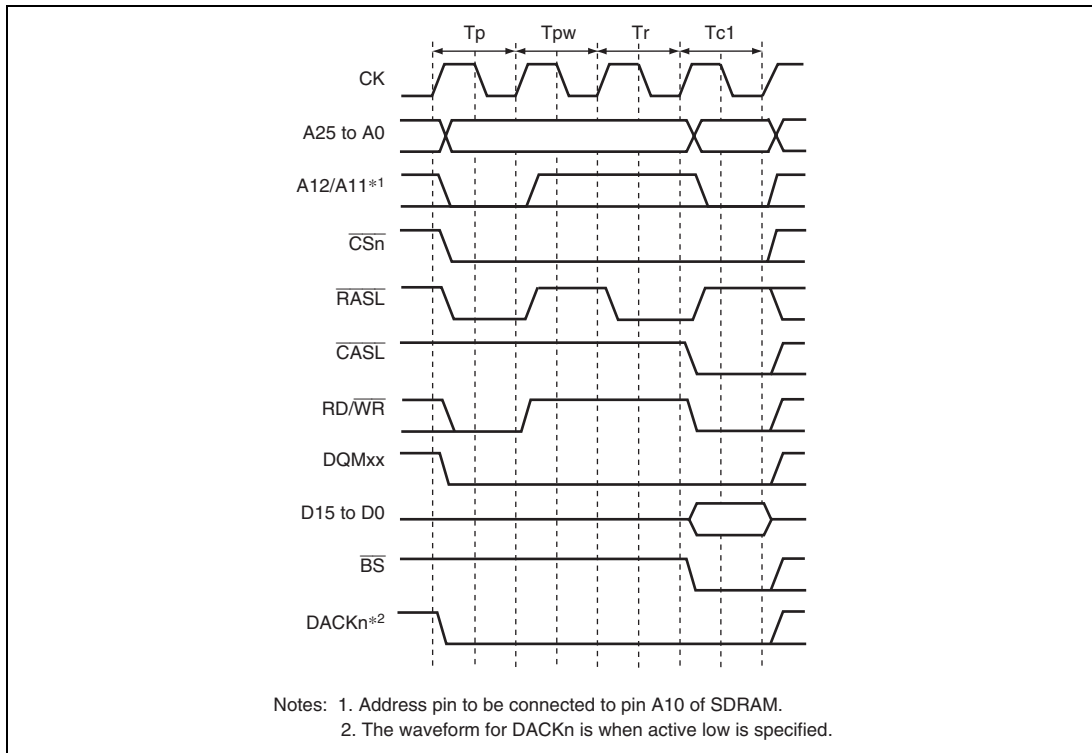 Tp Tpw Tr Tc1
CK
A25 to A0
A12/A11*1
CSn
RASL
CASL
RD/WR
DQMxx
D15 to D0
BS
DACKn*2
Notes: 1. Address pin to be connected to pin A10 of SDRAM.
2. The waveform for DACKn is when active low is specified.